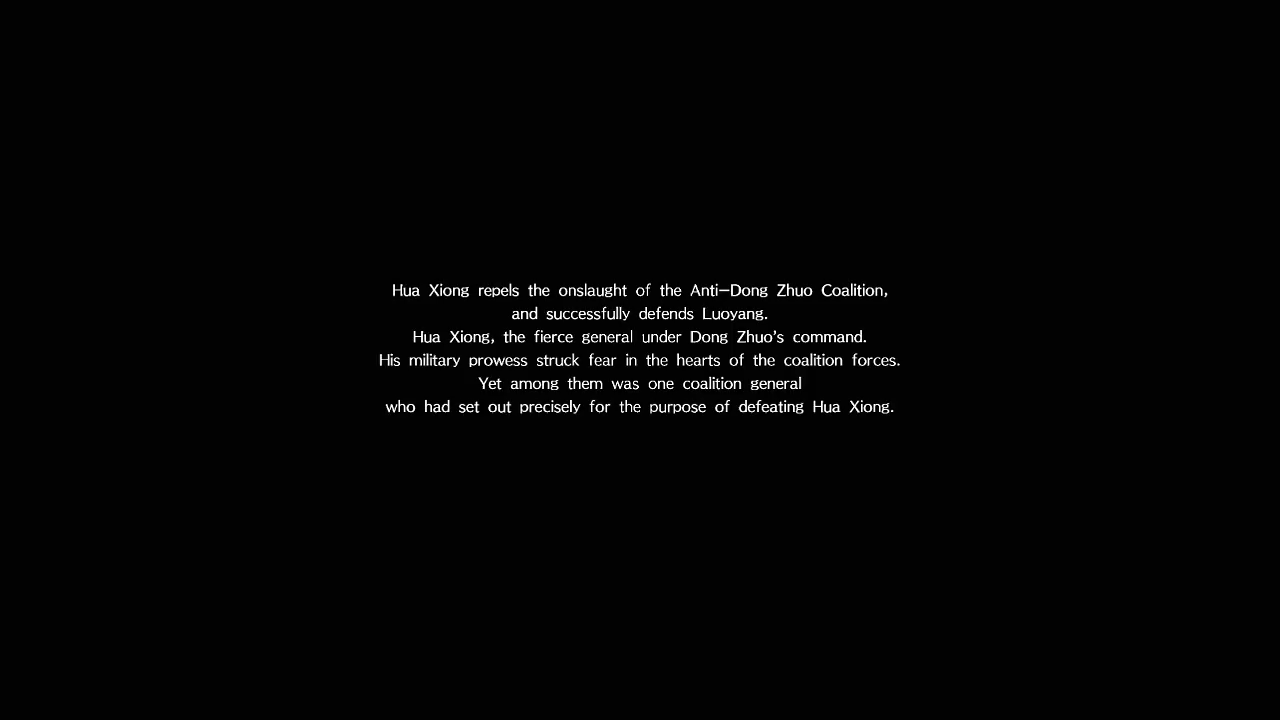 Hua Xiong repels the onslaught of the Anti–Dong Zhuo Coalition,
and successfully defends Luoyang.
Hua Xiong, the fierce general under Dong Zhuo's command.
His military prowess struck fear in the hearts of the coalition forces.
Yet among them was one coalition general
who had set out precisely for the purpose of defeating Hua Xiong.